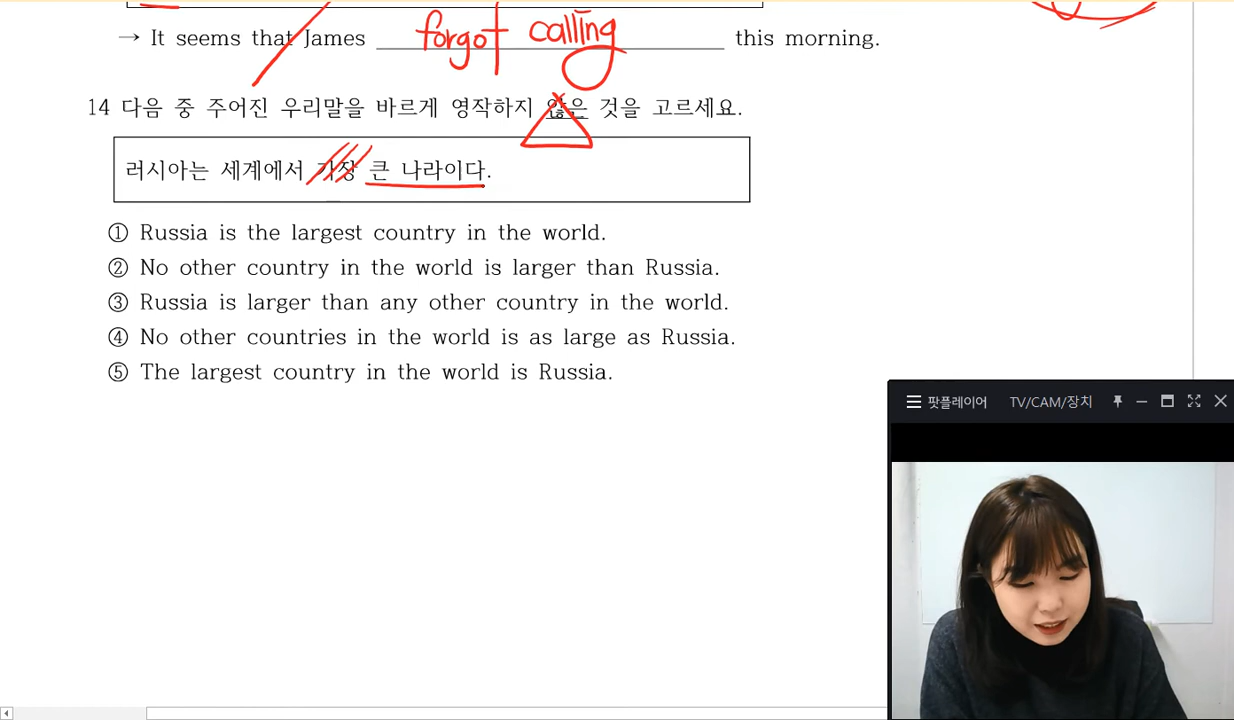 → It seems that James forgot calling this morning.
14 다음 중 주어진 우리말을 바르게 영작하지 않은 것을 고르세요.
러시아는 세계에서 가장 큰 나라이다.
① Russia is the largest country in the world.
② No other country in the world is larger than Russia.
③ Russia is larger than any other country in the world.
④ No other countries in the world is as large as Russia.
⑤ The largest country in the world is Russia.
팟플레이어 TV/CAM/장치